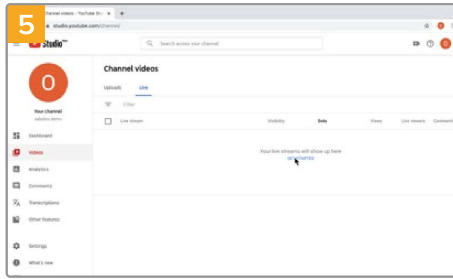 5
Channel videos - YouTube Stu
studio.youtube.com/channel/
Studio
Search across your channel
O
Channel videos
Uploads Live
Filter
Live stream Visibility Date Views Live viewers Comments
Your live streams will show up here
GET STARTED
O
Your channel
Dashboard
Videos
Analytics
Comments
Transcriptions
Other features
Settings
What's new